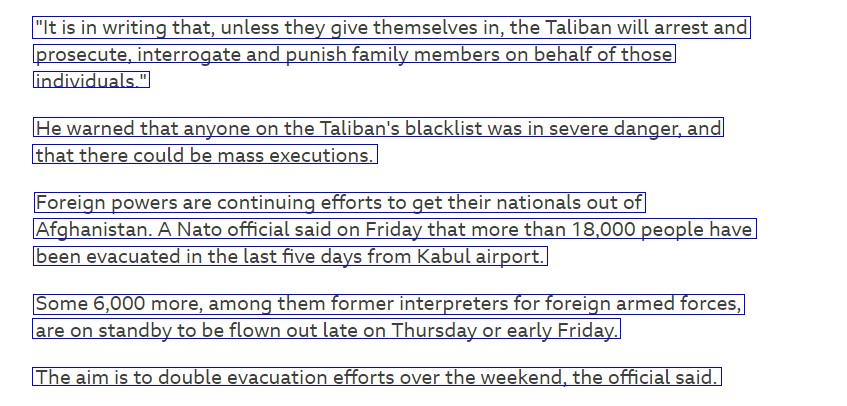 "It is in writing that, unless they give themselves in, the Taliban will arrest and
prosecute, interrogate and punish family members on behalf of those
individuals."
He warned that anyone on the Taliban's blacklist was in severe danger, and
that there could be mass executions.
Foreign powers are continuing efforts to get their nationals out of
Afghanistan. A Nato official said on Friday that more than 18,000 people have
been evacuated in the last five days from Kabul airport.
Some 6,000 more, among them former interpreters for foreign armed forces,
are on standby to be flown out late on Thursday or early Friday.
The aim is to double evacuation efforts over the weekend, the official said.